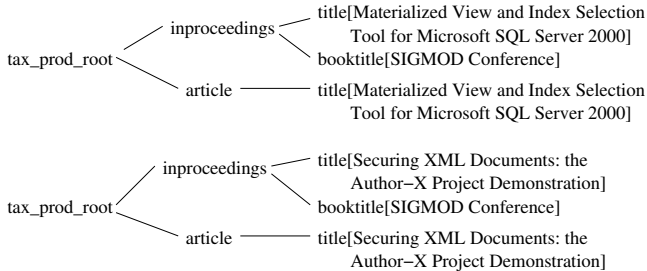 title[Materialized View and Index Selection
inproceedings
Tool for Microsoft SQL Server 2000]
tax_prod_root
booktitle[SIGMOD Conference]
article
title[Materialized View and Index Selection
Tool for Microsoft SQL Server 2000]
title[Securing XML Documents: the
inproceedings
Author−X Project Demonstration]
tax_prod_root
booktitle[SIGMOD Conference]
article
title[Securing XML Documents: the
Author−X Project Demonstration]